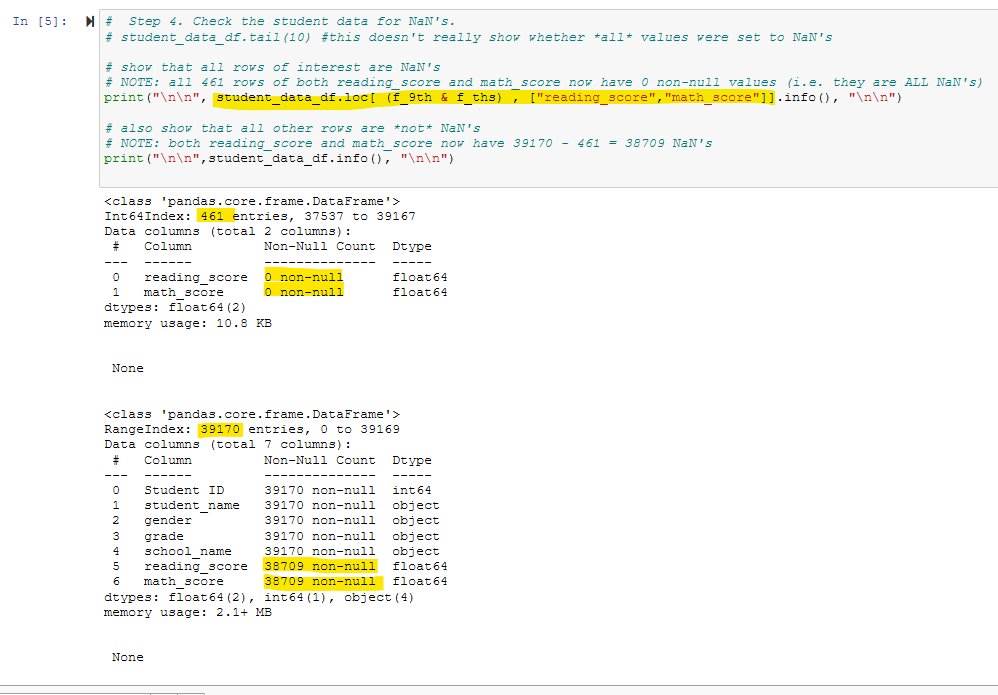 In [5]:
#  Step 4. Check the student data for NaN's.
# student_data_df.tail(10) #this doesn't really show whether *all* values were set to NaN's
# show that all rows of interest are NaN's
# NOTE: all 461 rows of both reading_score and math_score now have 0 non-null values (i.e. they are ALL NaN's)
print("\n\n", student_data_df.loc[ (f_9th & f_ths) , ["reading_score","math_score"]].info(), "\n\n")
# also show that all other rows are *not* NaN's
# NOTE: both reading_score and math_score now have 39170 - 461 = 38709 NaN's
print("\n\n",student_data_df.info(), "\n\n")
<class 'pandas.core.frame.DataFrame'>
Int64Index: 461 entries, 37537 to 39167
Data columns (total 2 columns):
 #   Column         Non-Null Count  Dtype
---  ------         --------------  -----
 0   reading_score  0 non-null      float64
 1   math_score     0 non-null      float64
dtypes: float64(2)
memory usage: 10.8 KB
None
<class 'pandas.core.frame.DataFrame'>
RangeIndex: 39170 entries, 0 to 39169
Data columns (total 7 columns):
 #   Column         Non-Null Count  Dtype
---  ------         --------------  -----
 0   Student ID     39170 non-null  int64
 1   student_name   39170 non-null  object
 2   gender         39170 non-null  object
 3   grade          39170 non-null  object
 4   school_name    39170 non-null  object
 5   reading_score  38709 non-null  float64
 6   math_score     38709 non-null  float64
dtypes: float64(2), int64(1), object(4)
memory usage: 2.1+ MB
None